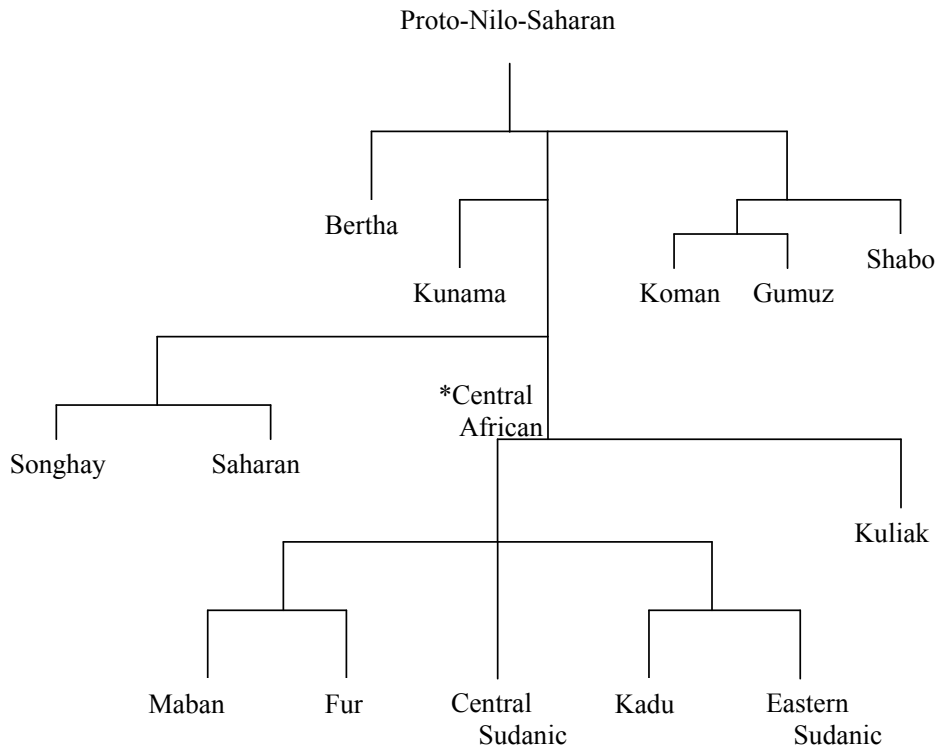 Proto-Nilo-Saharan
Bertha
Kunama
Koman
Gumuz
Shabo
*Central
African
Songhay
Saharan
Kuliak
Maban
Fur
Central
Sudanic
Kadu
Eastern
Sudanic